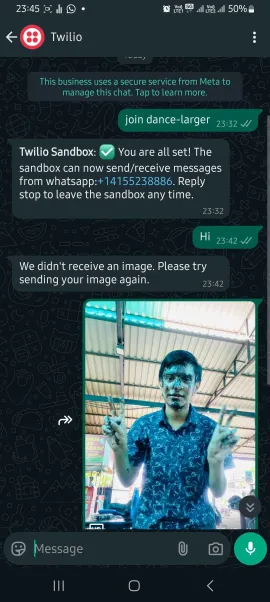 23:45
50%
Twilio
Today
This business uses a secure service from Meta to
manage this chat. Tap to learn more.
join dance-larger 23:32
Twilio Sandbox: ✅ You are all set! The
sandbox can now send/receive messages
from whatsapp:+14155238886. Reply
stop to leave the sandbox any time.
23:32
Hi 23:42
We didn't receive an image. Please try
sending your image again.
23:42
Message